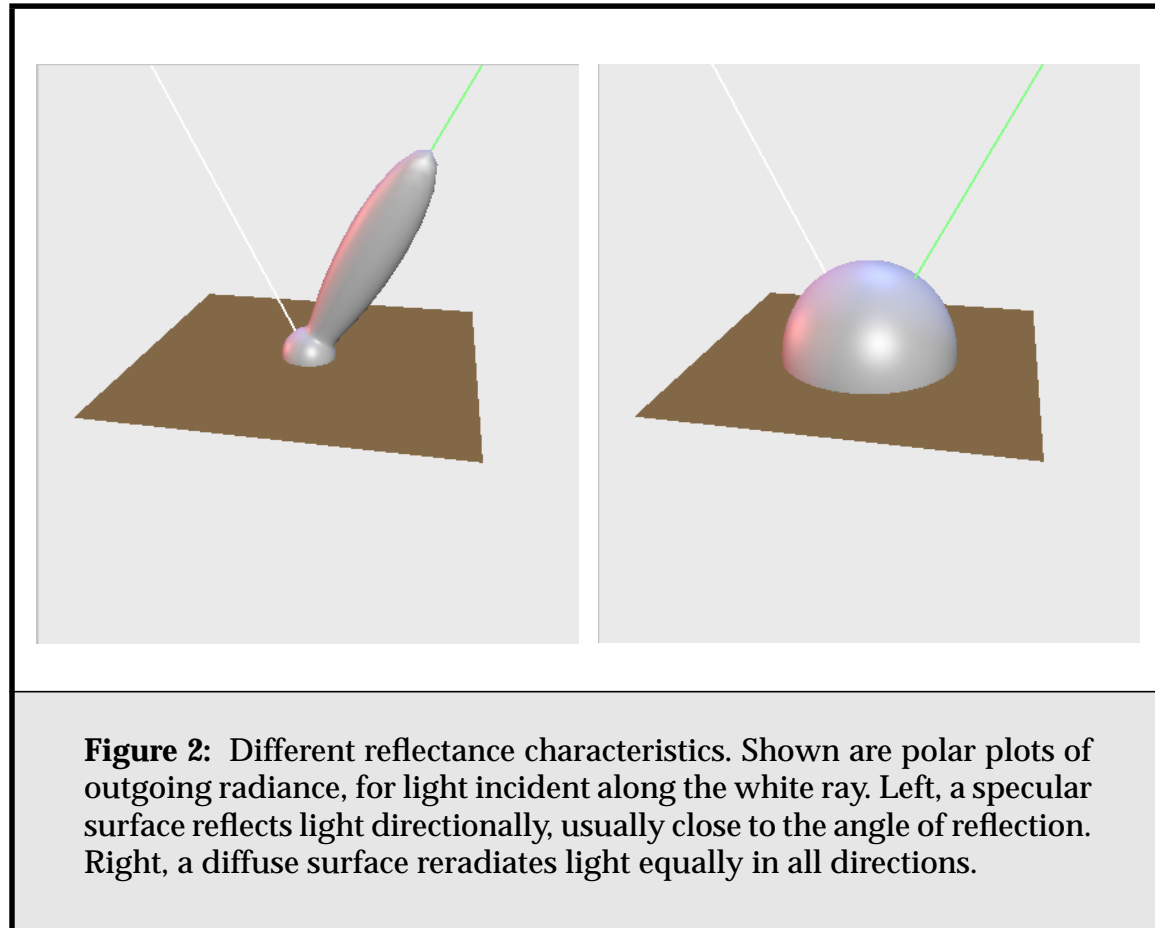 Figure 2: Different reflectance characteristics. Shown are polar plots of
outgoing radiance, for light incident along the white ray. Left, a specular
surface reflects light directionally, usually close to the angle of reflection.
Right, a diffuse surface reradiates light equally in all directions.